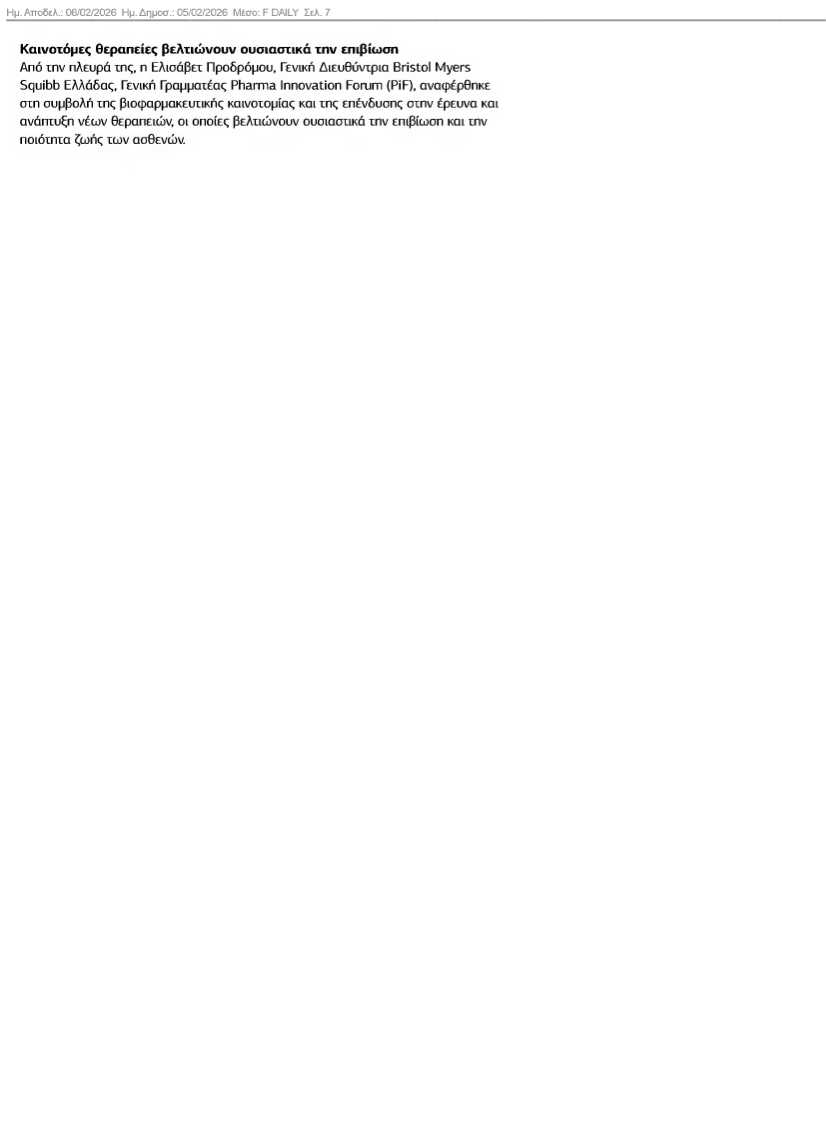 Ημ. Αποδελ.: 06/02/2026 Ημ. Δημοσ.: 05/02/2026 Μέσο: F DAILY Σελ. 7
Καινοτόμες θεραπείες βελτιώνουν ουσιαστικά την επιβίωση
Από την πλευρά της, η Ελισάβετ Προδρόμου, Γενική Διευθύντρια Bristol Myers
Squibb Ελλάδας, Γενική Γραμματέας Pharma Innovation Forum (PiF), αναφέρθηκε
στη συμβολή της βιοφαρμακευτικής καινοτομίας και της επένδυσης στην έρευνα και
ανάπτυξη νέων θεραπειών, οι οποίες βελτιώνουν ουσιαστικά την επιβίωση και την
ποιότητα ζωής των ασθενών.